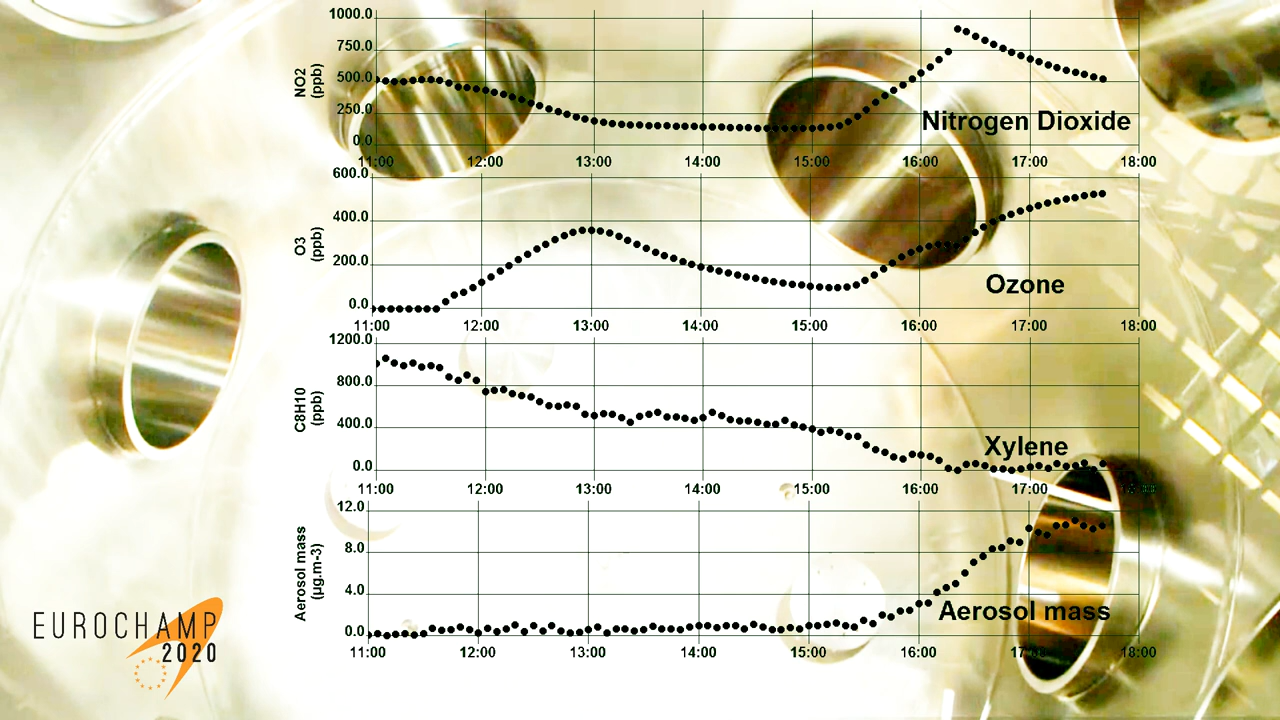 1000.0
750.0
500.0
250.0
0.0
NO2
(ppb)
Nitrogen Dioxide
11:00 12:00 13:00 14:00 15:00 16:00 17:00 18:00
600.0
400.0
200.0
0.0
O3
(ppb)
Ozone
11:00 12:00 13:00 14:00 15:00 16:00 17:00 18:00
1200.0
800.0
400.0
0.0
C8H10
(ppb)
Xylene
11:00 12:00 13:00 14:00 15:00 16:00 17:00
12.0
8.0
4.0
0.0
Aerosol mass
(µg.m-3)
Aerosol mass
11:00 12:00 13:00 14:00 15:00 16:00 17:00 18:00
EUROCHAMP
2020